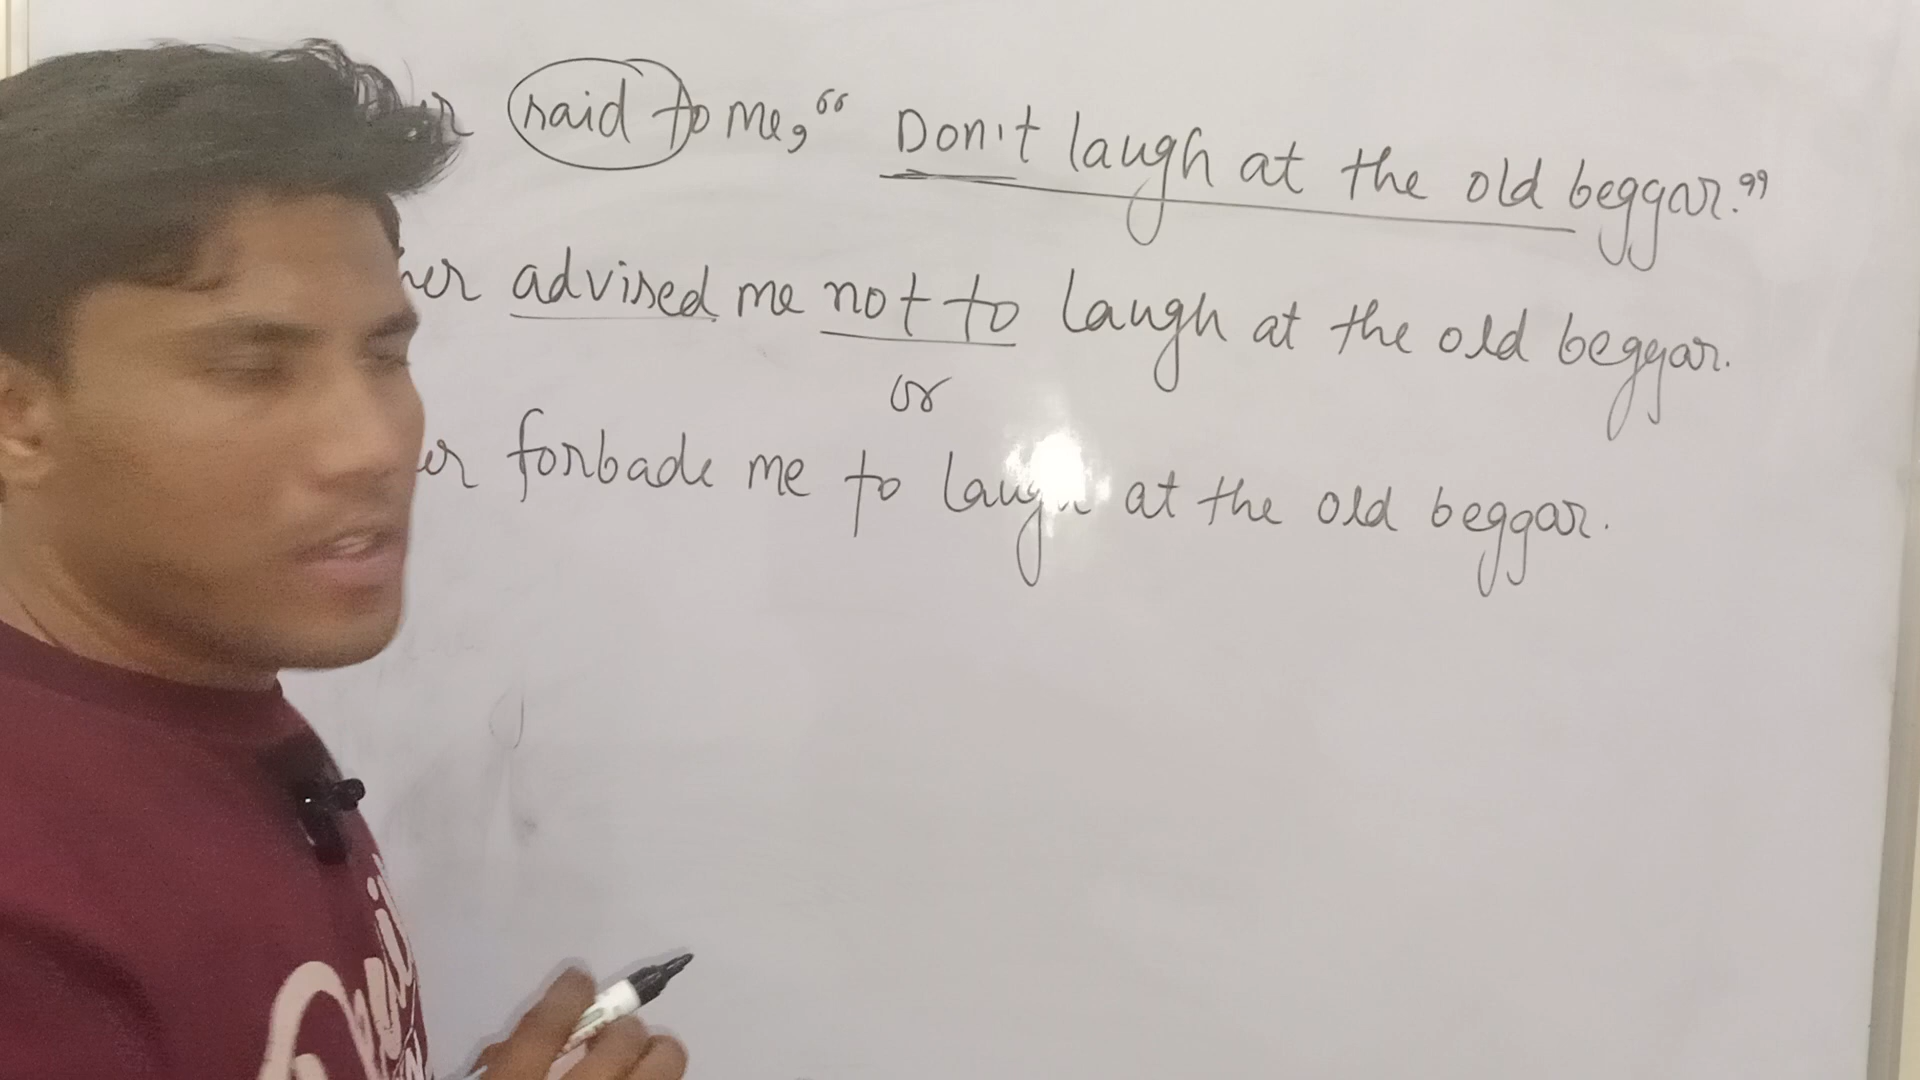 said to me, “ Don't laugh at the old beggar.”
advised me not to laugh at the old beggar.
or
forbade me to laugh at the old beggar.